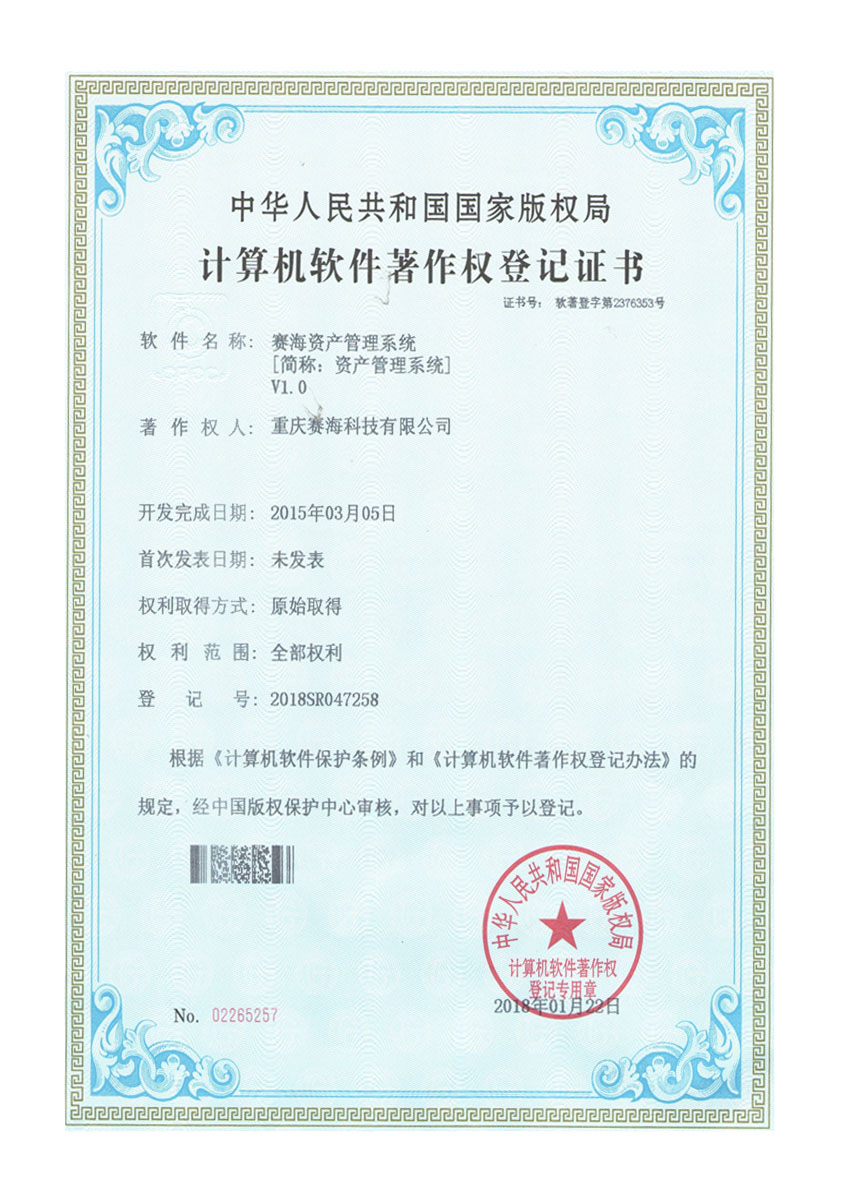 中华人民共和国国家版权局
计算机软件著作权登记证书
证书号： 软著登字第2376353号
软件名称： 赛海资产管理系统
[简称：资产管理系统]
V1.0
著作权人： 重庆赛海科技有限公司
开发完成日期： 2015年03月05日
首次发表日期： 未发表
权利取得方式： 原始取得
权利范围： 全部权利
登记号： 2018SR047258
根据《计算机软件保护条例》和《计算机软件著作权登记办法》的
规定，经中国版权保护中心审核，对以上事项予以登记。
中华人民共和国国家版权局
计算机软件著作权
登记专用章
2018年01月22日
No. 02265257